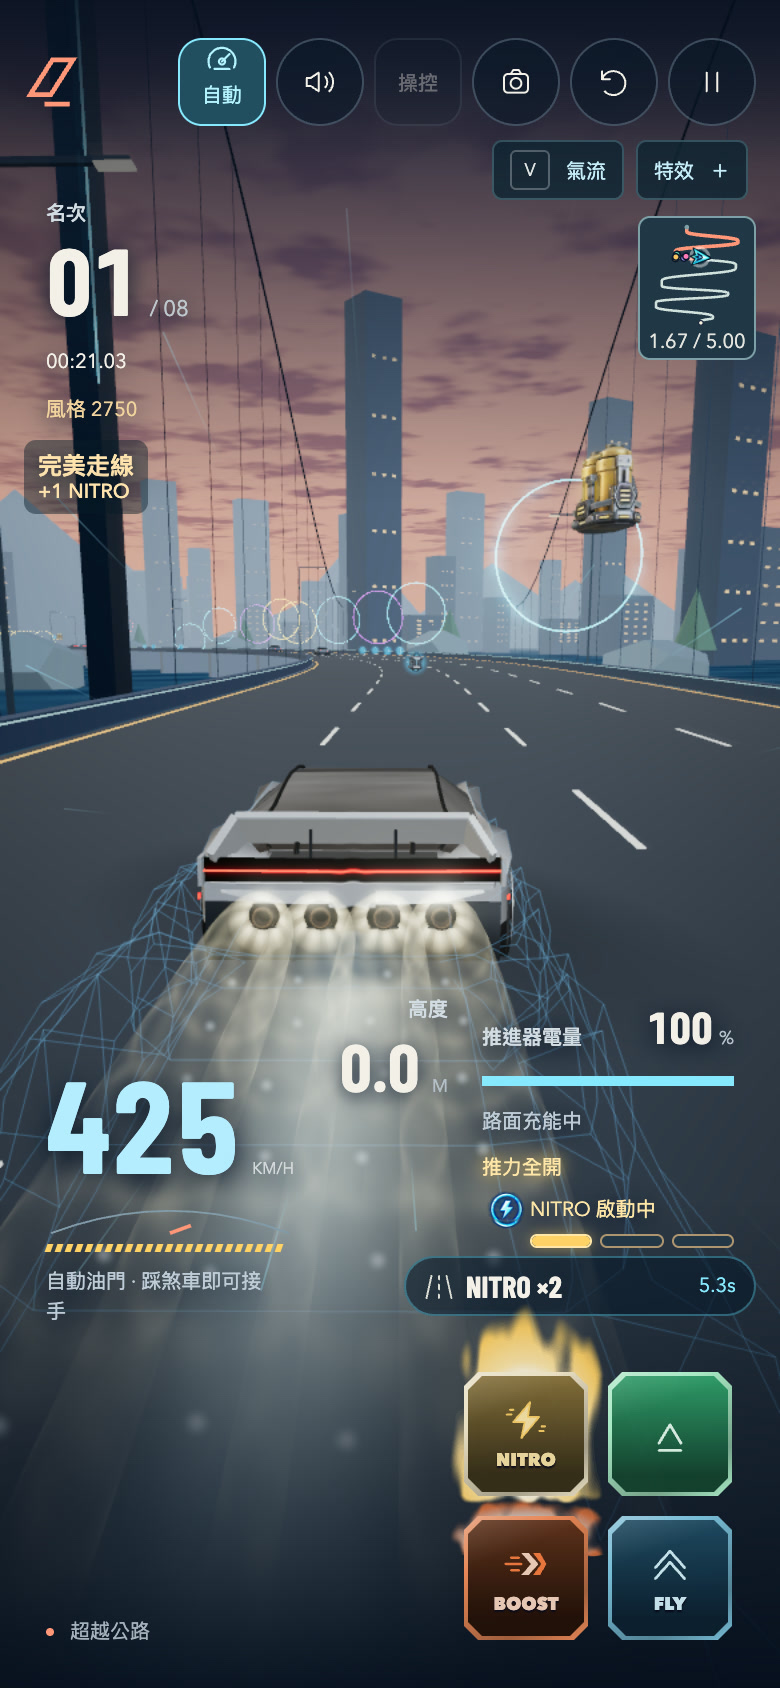 自動
操控
V 氣流
特效 +
名次
01 / 08
00:21.03
風格 2750
完美走線
+1 NITRO
1.67 / 5.00
高度
0.0 M
推進器電量 100 %
路面充能中
推力全開
NITRO 啟動中
425 KM/H
自動油門 · 踩煞車即可接
手
NITRO ×2 5.3s
NITRO
BOOST
FLY
超越公路